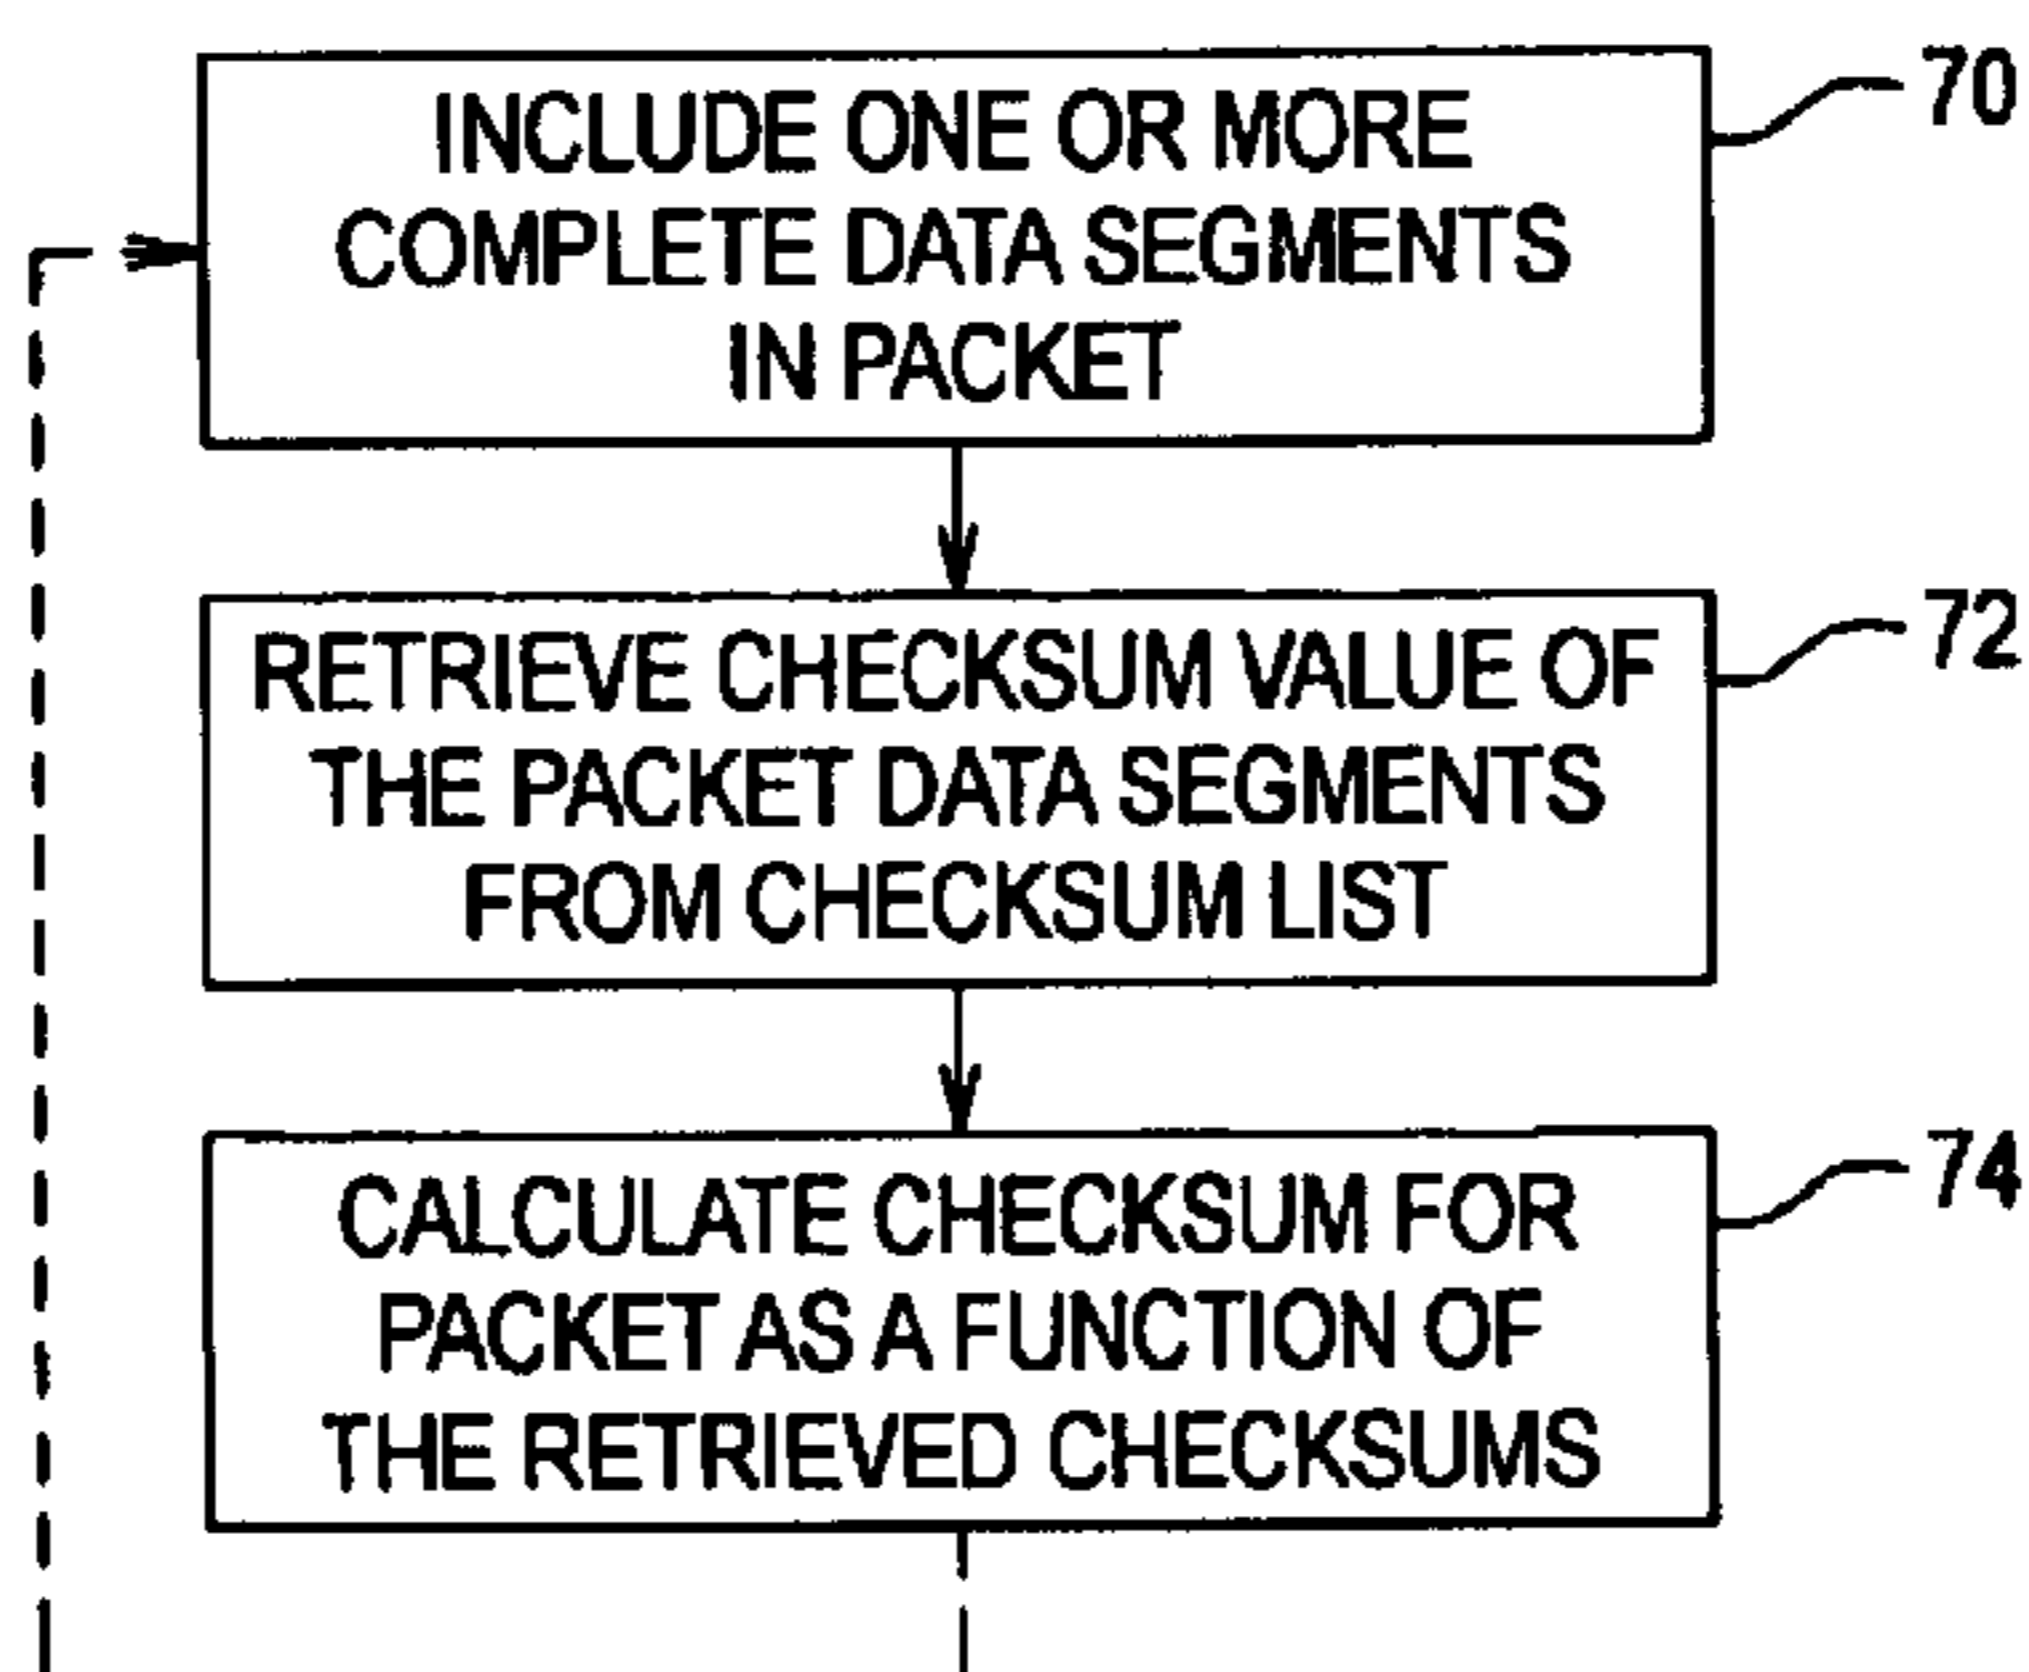 INCLUDE ONE OR MORE
COMPLETE DATA SEGMENTS
IN PACKET
70
RETRIEVE CHECKSUM VALUE OF
THE PACKET DATA SEGMENTS
FROM CHECKSUM LIST
72
CALCULATE CHECKSUM FOR
PACKET AS A FUNCTION OF
THE RETRIEVED CHECKSUMS
74